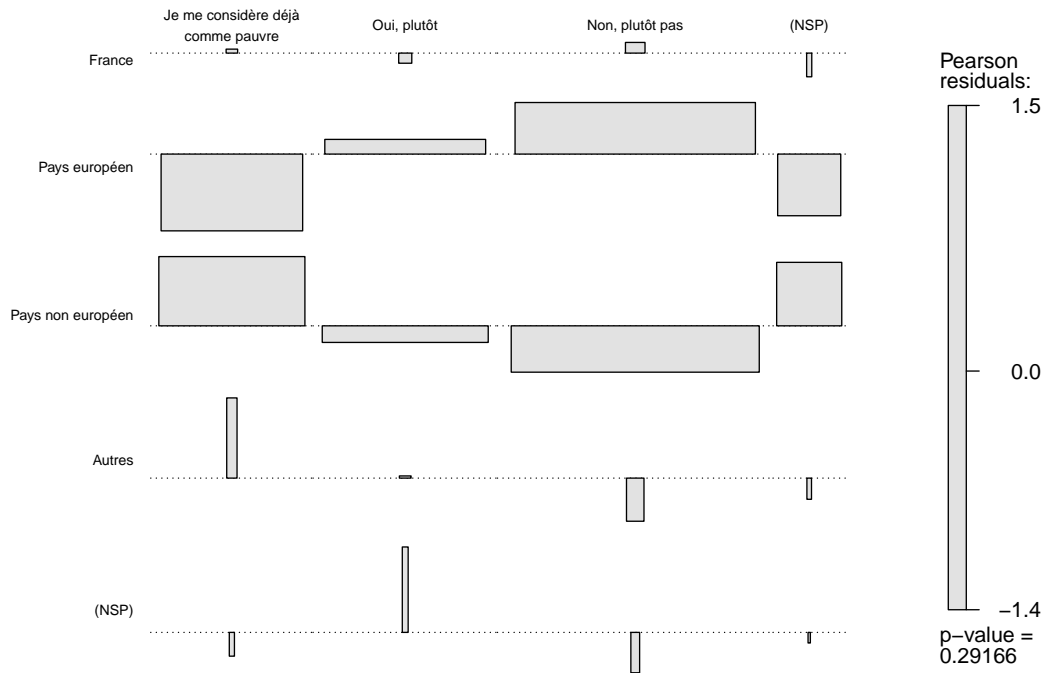 Je me considère déjà
comme pauvre
Oui, plutôt
Non, plutôt pas
(NSP)
France
Pays européen
Pays non européen
Autres
(NSP)
Pearson
residuals:
1.5
0.0
−1.4
p−value =
0.29166